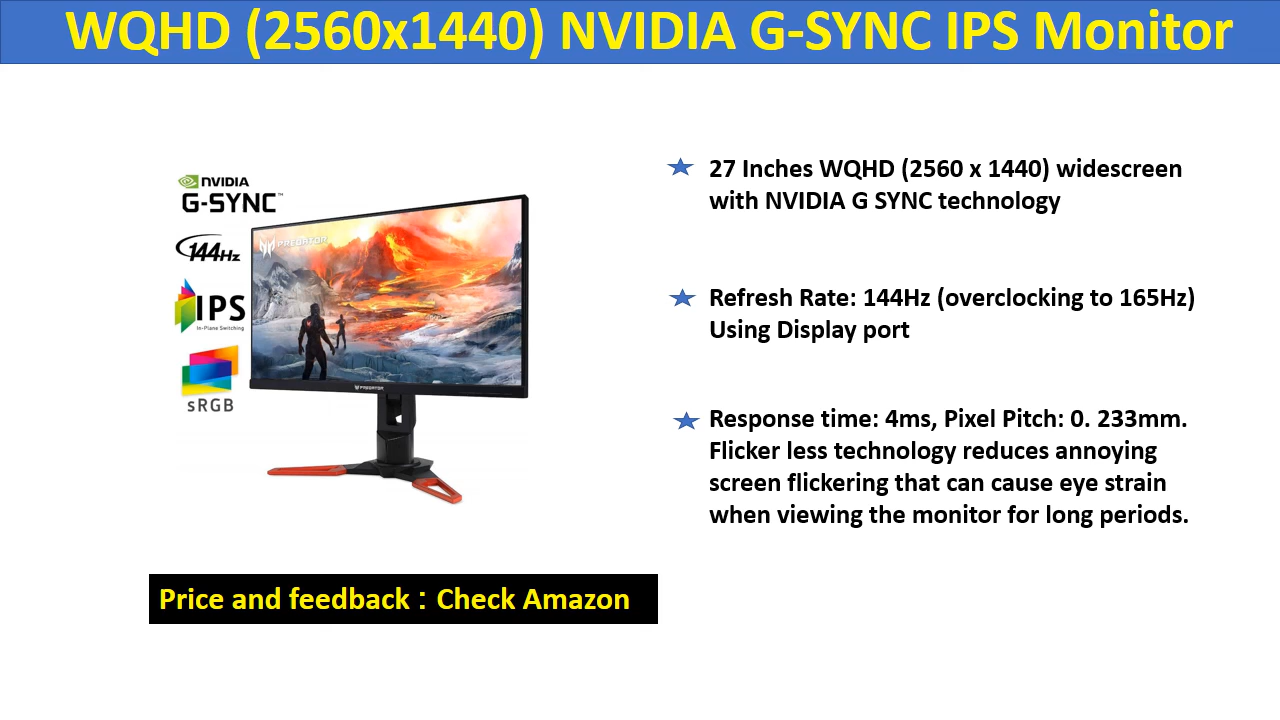 WQHD (2560x1440) NVIDIA G-SYNC IPS Monitor
NVIDIA
G-SYNC™
144Hz
IPS
In-Plane Switching
sRGB
PREDATOR
PREDATOR
27 Inches WQHD (2560 x 1440) widescreen
with NVIDIA G SYNC technology
Refresh Rate: 144Hz (overclocking to 165Hz)
Using Display port
Response time: 4ms, Pixel Pitch: 0. 233mm.
Flicker less technology reduces annoying
screen flickering that can cause eye strain
when viewing the monitor for long periods.
Price and feedback : Check Amazon